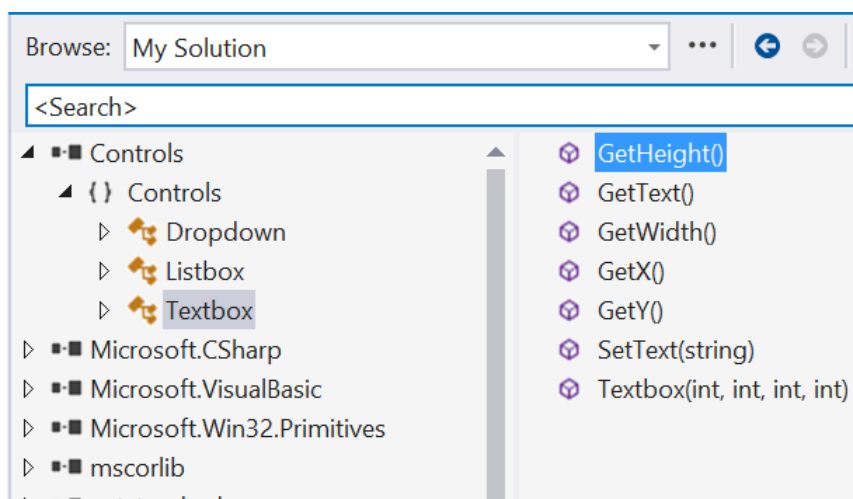 Browse: My Solution
<Search>
Controls
{ } Controls
Dropdown
Listbox
Textbox
Microsoft.CSharp
Microsoft.VisualBasic
Microsoft.Win32.Primitives
mscorlib
GetHeight()
GetText()
GetWidth()
GetX()
GetY()
SetText(string)
Textbox(int, int, int, int)